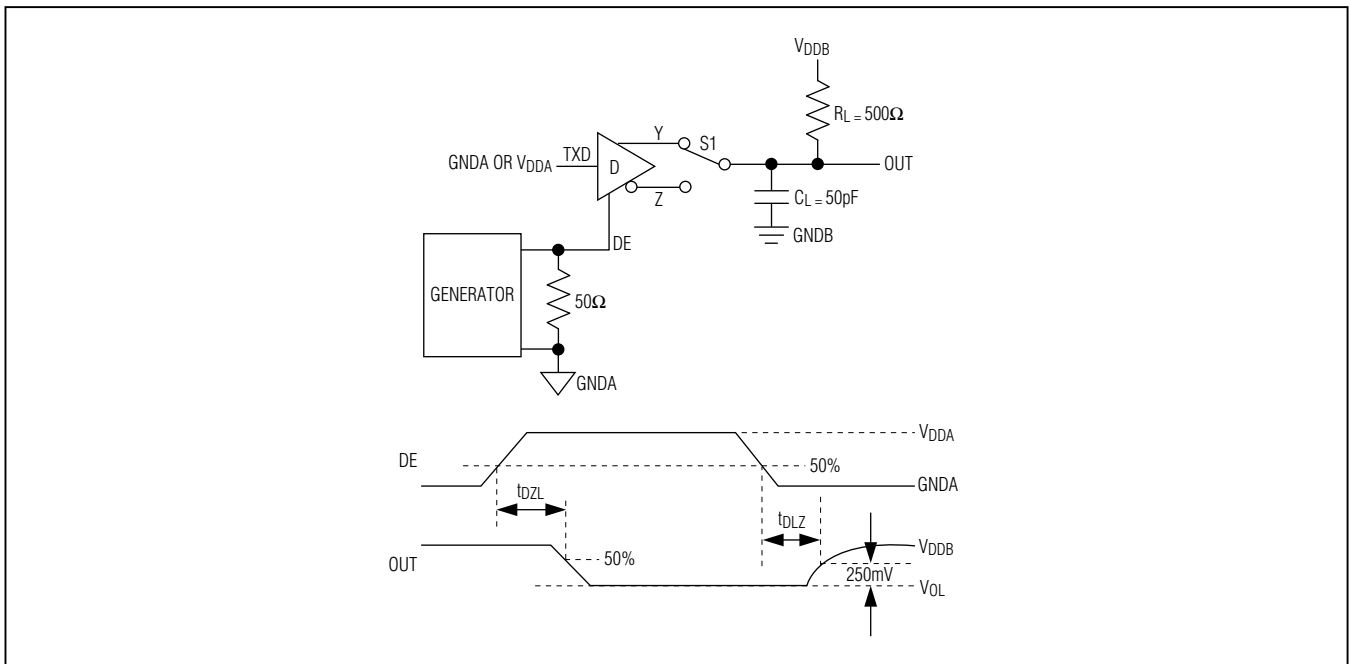 VDDB
RL = 500Ω
Y
S1
GNDA OR VDDA
TXD
D
OUT
Z
CL = 50pF
GNDB
DE
GENERATOR
50Ω
GNDA
VDDA
DE
50%
GNDA
tDZL
tDLZ
VDDB
OUT
50%
250mV
VOL